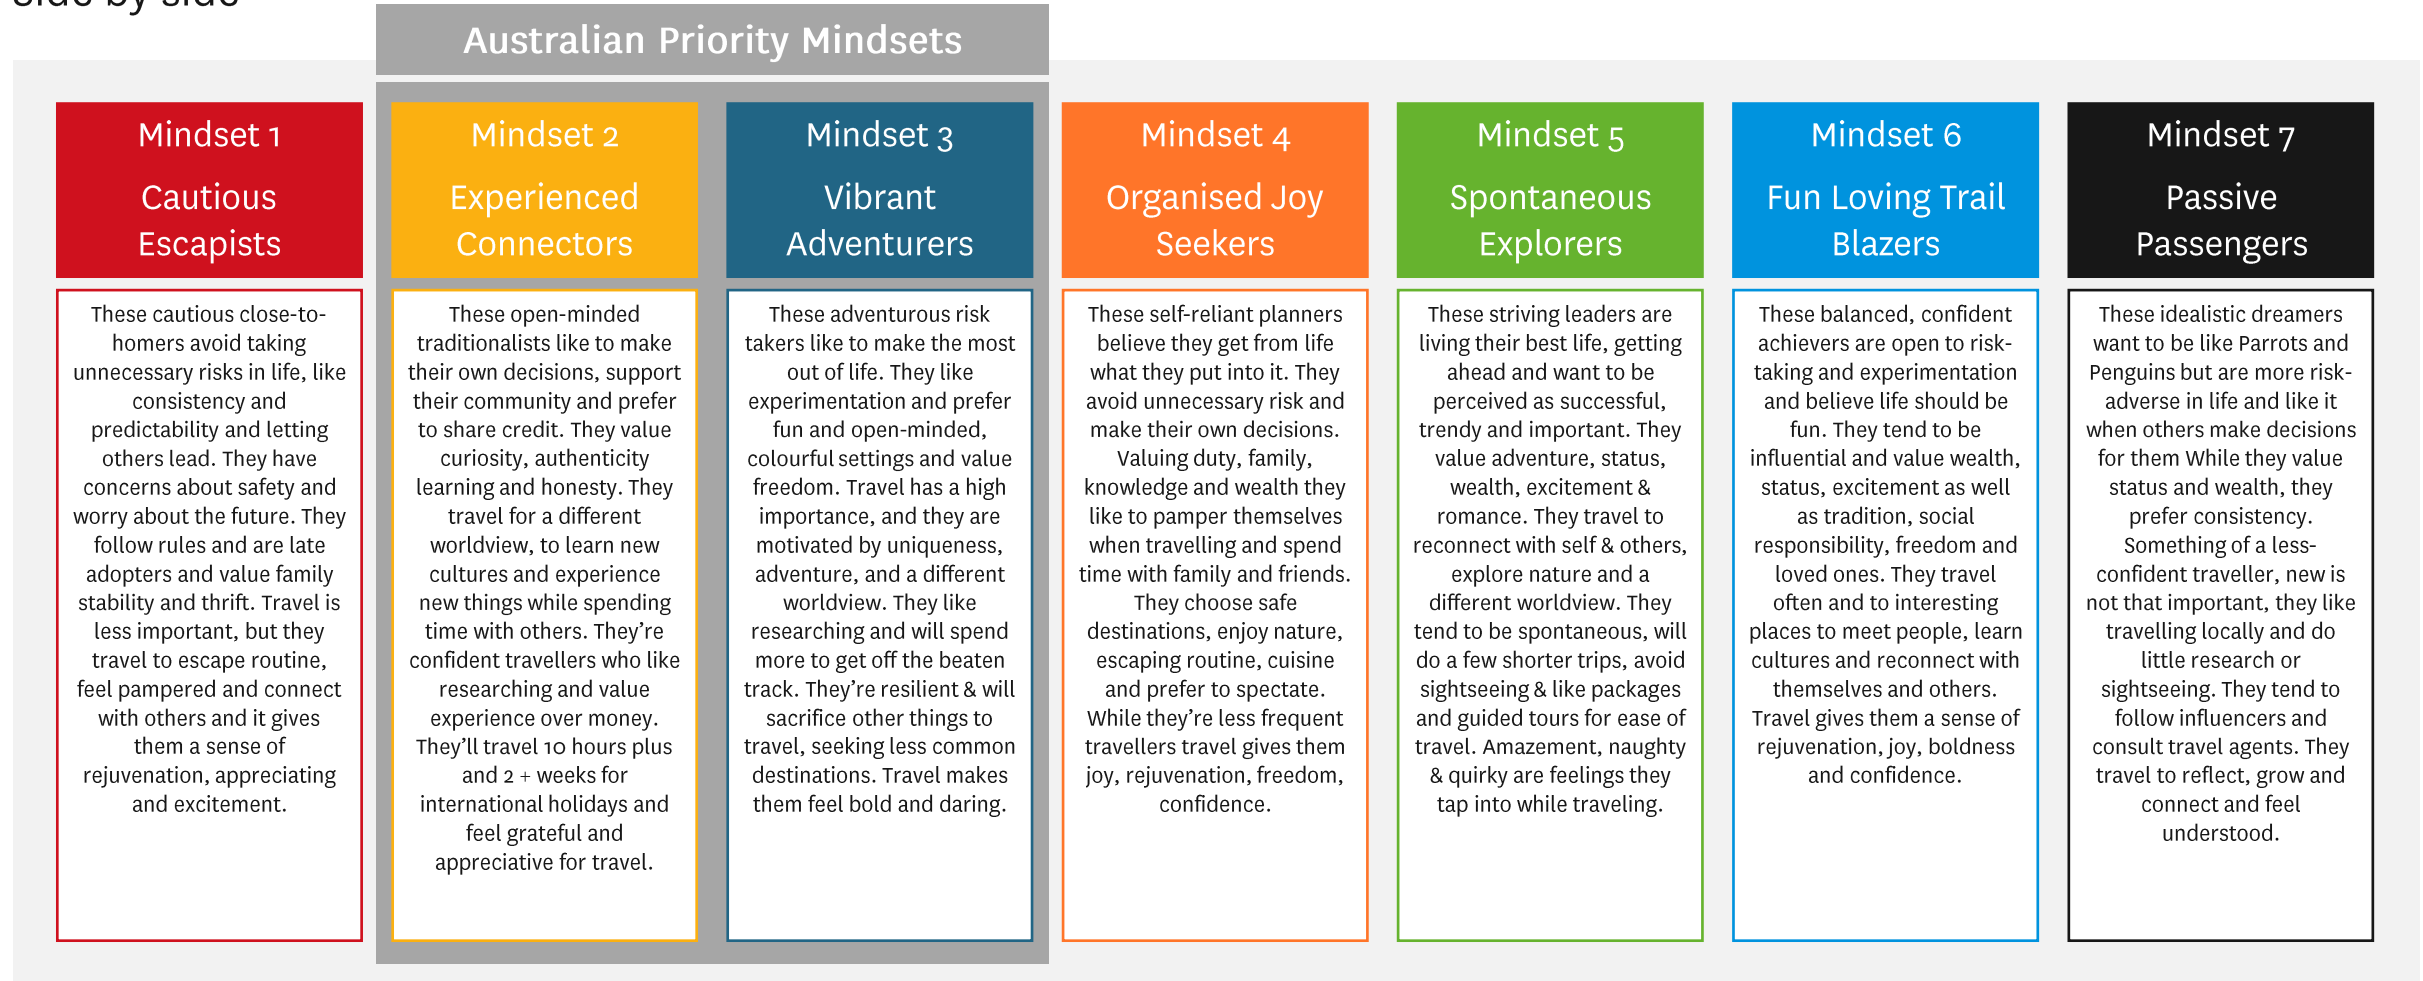 side by side
Australian Priority Mindsets
Mindset 1
Cautious
Escapists
These cautious close-to-
homers avoid taking
unnecessary risks in life, like
consistency and
predictability and letting
others lead. They have
concerns about safety and
worry about the future. They
follow rules and are late
adopters and value family
stability and thrift. Travel is
less important, but they
travel to escape routine,
feel pampered and connect
with others and it gives
them a sense of
rejuvenation, appreciating
and excitement.
Mindset 2
Experienced
Connectors
These open-minded
traditionalists like to make
their own decisions, support
their community and prefer
to share credit. They value
curiosity, authenticity
learning and honesty. They
travel for a different
worldview, to learn new
cultures and experience
new things while spending
time with others. They're
confident travellers who like
researching and value
experience over money.
They'll travel 10 hours plus
and 2 + weeks for
international holidays and
feel grateful and
appreciative for travel.
Mindset 3
Vibrant
Adventurers
These adventurous risk
takers like to make the most
out of life. They like
experimentation and prefer
fun and open-minded,
colourful settings and value
freedom. Travel has a high
importance, and they are
motivated by uniqueness,
adventure, and a different
worldview. They like
researching and will spend
more to get off the beaten
track. They're resilient & will
sacrifice other things to
travel, seeking less common
destinations. Travel makes
them feel bold and daring.
Mindset 4
Organised Joy
Seekers
These self-reliant planners
believe they get from life
what they put into it. They
avoid unnecessary risk and
make their own decisions.
Valuing duty, family,
knowledge and wealth they
like to pamper themselves
when travelling and spend
time with family and friends.
They choose safe
destinations, enjoy nature,
escaping routine, cuisine
and prefer to spectate.
While they're less frequent
travellers travel gives them
joy, rejuvenation, freedom,
confidence.
Mindset 5
Spontaneous
Explorers
These striving leaders are
living their best life, getting
ahead and want to be
perceived as successful,
trendy and important. They
value adventure, status,
wealth, excitement &
romance. They travel to
reconnect with self & others,
explore nature and a
different worldview. They
tend to be spontaneous, will
do a few shorter trips, avoid
sightseeing & like packages
and guided tours for ease of
travel. Amazement, naughty
& quirky are feelings they
tap into while traveling.
Mindset 6
Fun Loving Trail
Blazers
These balanced, confident
achievers are open to risk-
taking and experimentation
and believe life should be
fun. They tend to be
influential and value wealth,
status, excitement as well
as tradition, social
responsibility, freedom and
loved ones. They travel
often and to interesting
places to meet people, learn
cultures and reconnect with
themselves and others.
Travel gives them a sense of
rejuvenation, joy, boldness
and confidence.
Mindset 7
Passive
Passengers
These idealistic dreamers
want to be like Parrots and
Penguins but are more risk-
adverse in life and like it
when others make decisions
for them While they value
status and wealth, they
prefer consistency.
Something of a less-
confident traveller, new is
not that important, they like
travelling locally and do
little research or
sightseeing. They tend to
follow influencers and
consult travel agents. They
travel to reflect, grow and
connect and feel
understood.